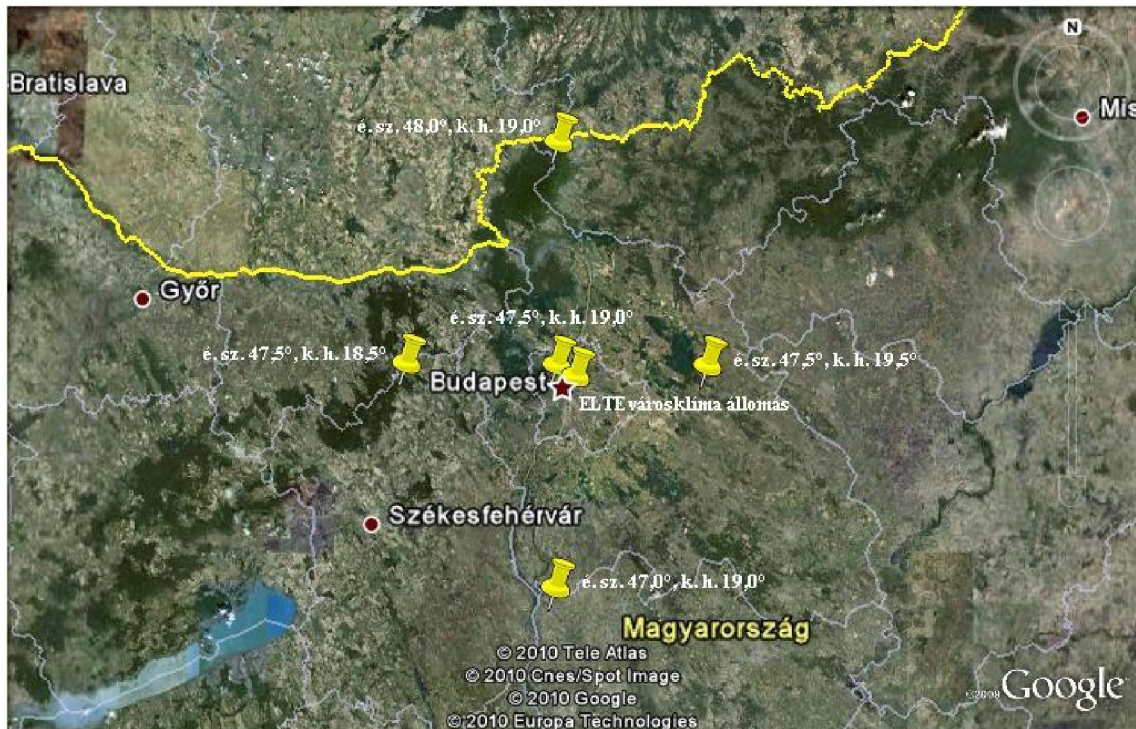 N
Bratislava
Mis
é. sz. 48,0°, k. h. 19,0°
Győr
é. sz. 47,5°, k. h. 19,0°
é. sz. 47,5°, k. h. 18,5°
é. sz. 47,5°, k. h. 19,5°
Budapest
ELTE városklíma állomás
Székesfehérvár
é. sz. 47,0°, k. h. 19,0°
Magyarország
© 2010 Tele Atlas
© 2010 Cnes/Spot Image
© 2010 Google
© 2010 Europa Technologies
©2009 Google